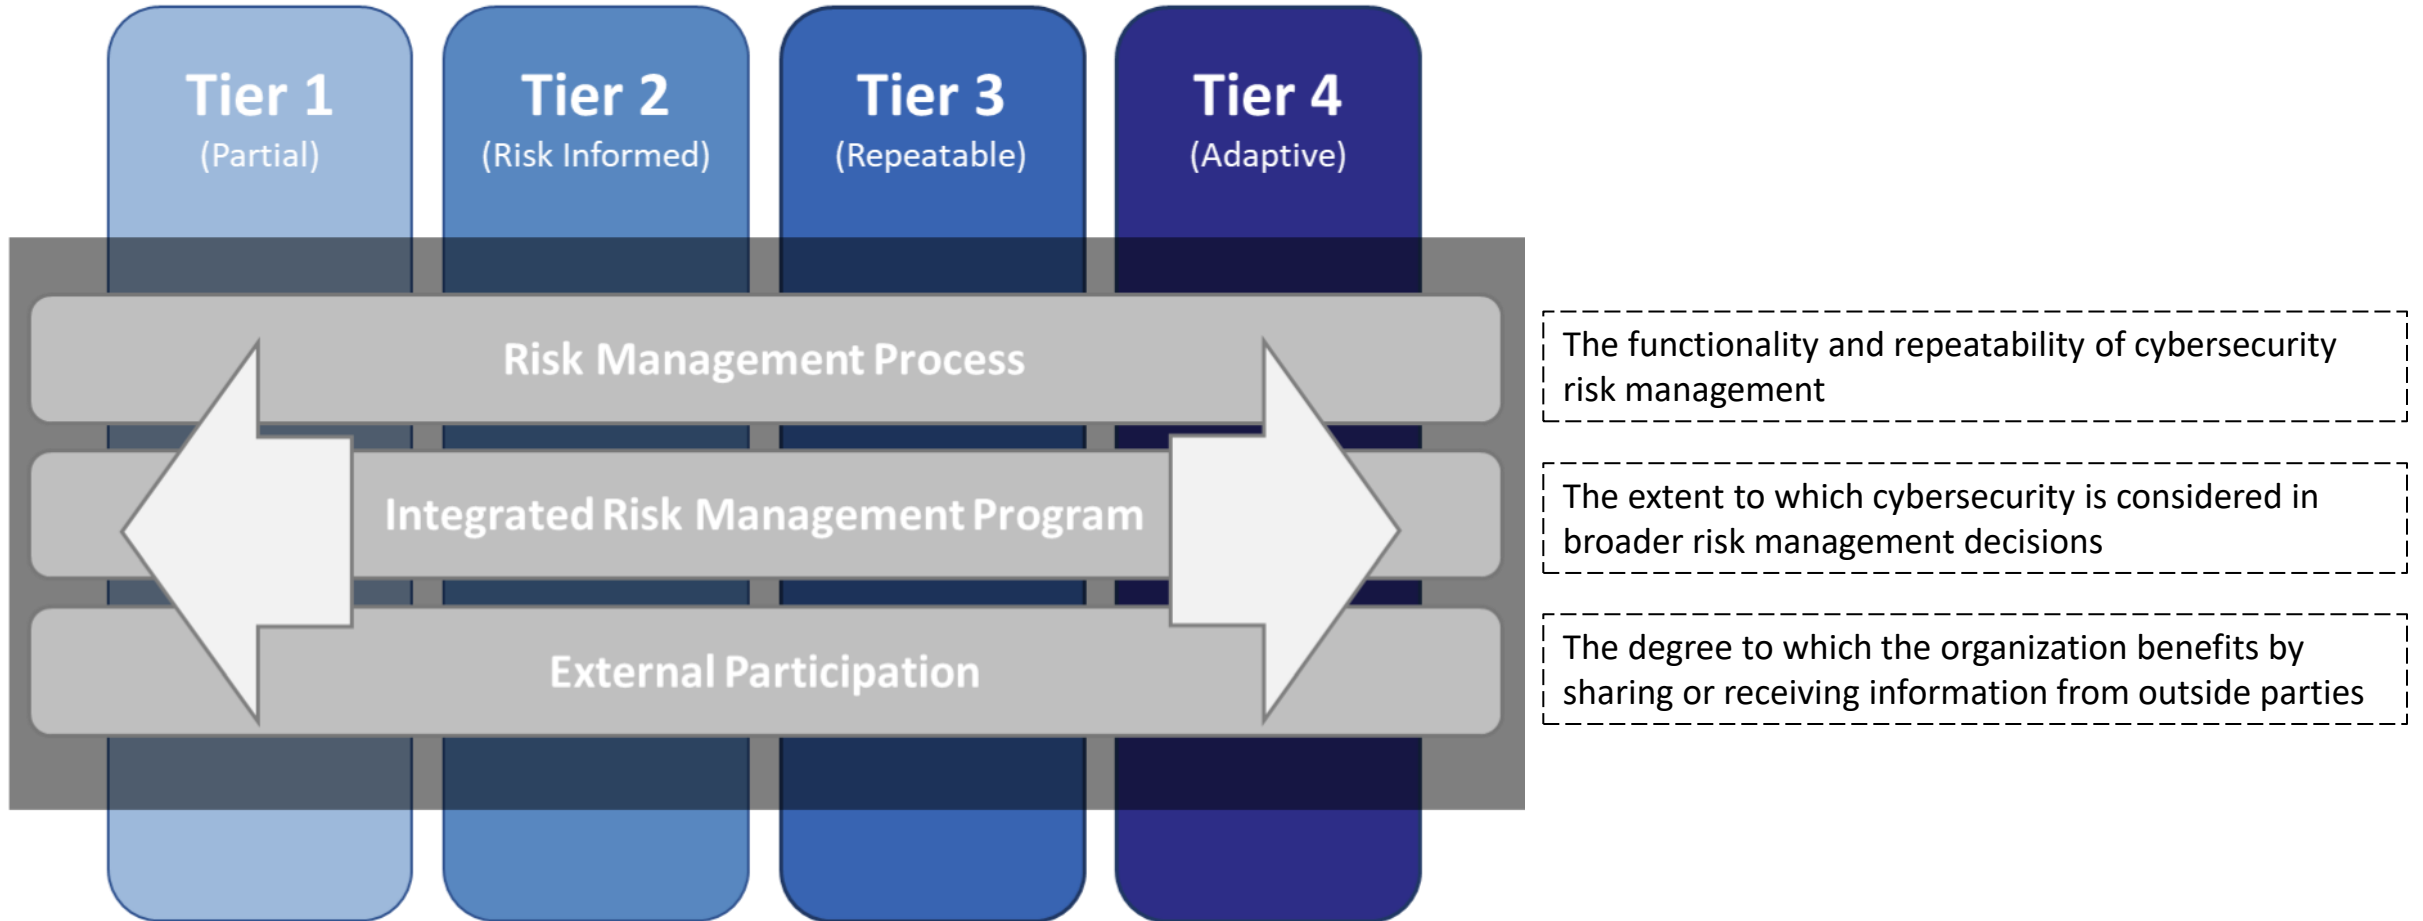 Tier 1
(Partial)
Tier 2
(Risk Informed)
Tier 3
(Repeatable)
Tier 4
(Adaptive)
Risk Management Process
The functionality and repeatability of cybersecurity
risk management
Integrated Risk Management Program
The extent to which cybersecurity is considered in
broader risk management decisions
External Participation
The degree to which the organization benefits by
sharing or receiving information from outside parties